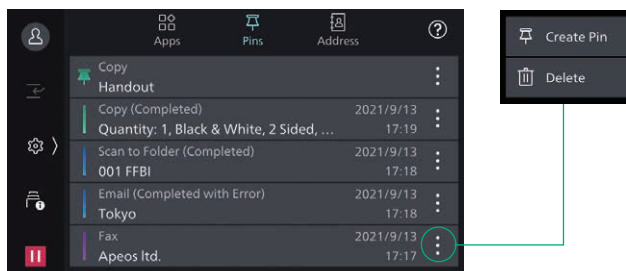 Apps Pins Address
Copy
Handout
Copy (Completed) 2021/9/13
Quantity: 1, Black & White, 2 Sided, ... 17:19
Scan to Folder (Completed) 2021/9/13
001 FFBI 17:18
Email (Completed with Error) 2021/9/13
Tokyo 17:18
Fax 2021/9/13
Apeos ltd. 17:17
Create Pin
Delete